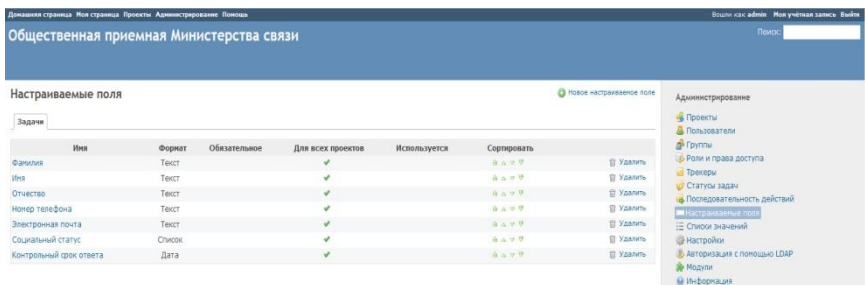 Домашняя страница Моя страница Проекты Администрирование Помощь
Вошли как admin Моя учётная запись Выйти
Общественная приемная Министерства связи
Поиск:
Настраиваемые поля
Новое настраиваемое поле
Задачи
Имя Формат Обязательное Для всех проектов Используется Сортировать
Фамилия Текст Удалить
Имя Текст Удалить
Отчество Текст Удалить
Номер телефона Текст Удалить
Электронная почта Текст Удалить
Социальный статус Список Удалить
Контрольный срок ответа Дата Удалить
Администрирование
Проекты
Пользователи
Группы
Роли и права доступа
Трекеры
Статусы задач
Последовательность действий
Настраиваемые поля
Списки значений
Настройки
Авторизация с помощью LDAP
Модули
Информация